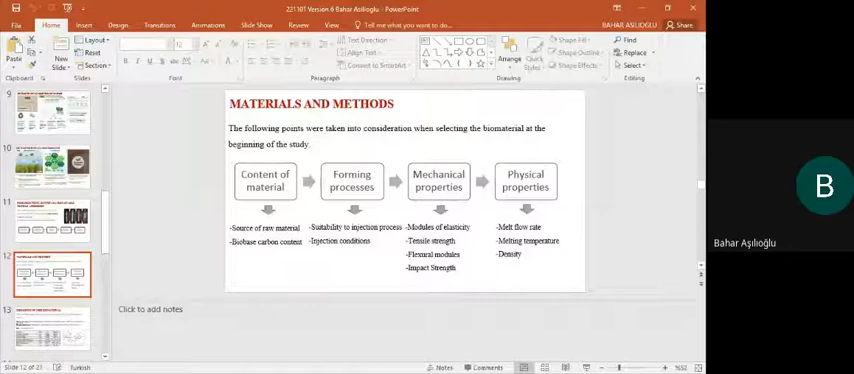 221101 Version 6 Bahar Asilioglu - PowerPoint
File Home Insert Design Transitions Animations Slide Show Review View Tell me what you want to do... BAHAR AŞILIOĞLU Share
Paste
Clipboard
New Slide
Layout
Reset
Section
Slides
12
Font
Text Direction
Align Text
Convert to SmartArt
Paragraph
Arrange
Quick Styles
Shape Fill
Shape Outline
Shape Effects
Drawing
Find
Replace
Select
Editing
9
10
11
12
13
MATERIALS AND METHODS
The following points were taken into consideration when selecting the biomaterial at the
beginning of the study.
Content of material
Forming processes
Mechanical properties
Physical properties
-Source of raw material
-Biobase carbon content
-Suitability to injection process
-Injection conditions
-Modules of elasticity
-Tensile strength
-Flexural modules
-Impact Strength
-Melt flow rate
-Melting temperature
-Density
Click to add notes
Slide 12 of 21 Turkish
Notes Comments
%52
B
Bahar Aşılıoğlu